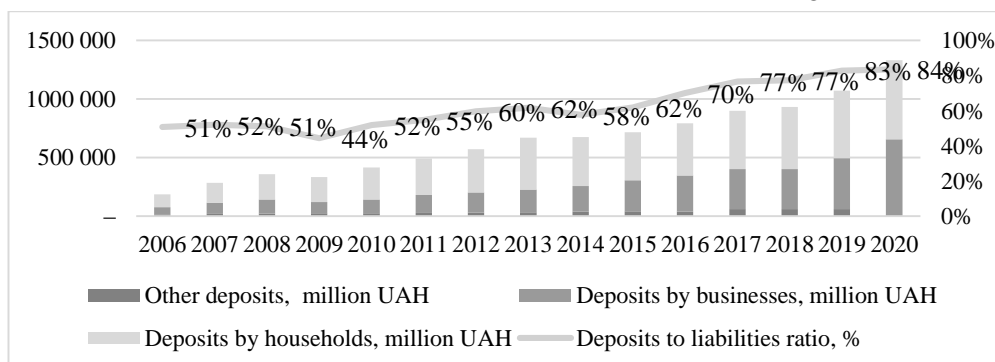 1500 000
1000 000
500 000
–
100%
80%
60%
40%
20%
0%
51% 52% 51% 44% 52% 55% 60% 62% 58% 62% 70% 77% 77% 83% 84%
2006 2007 2008 2009 2010 2011 2012 2013 2014 2015 2016 2017 2018 2019 2020
Other deposits, million UAH
Deposits by businesses, million UAH
Deposits by households, million UAH
Deposits to liabilities ratio, %